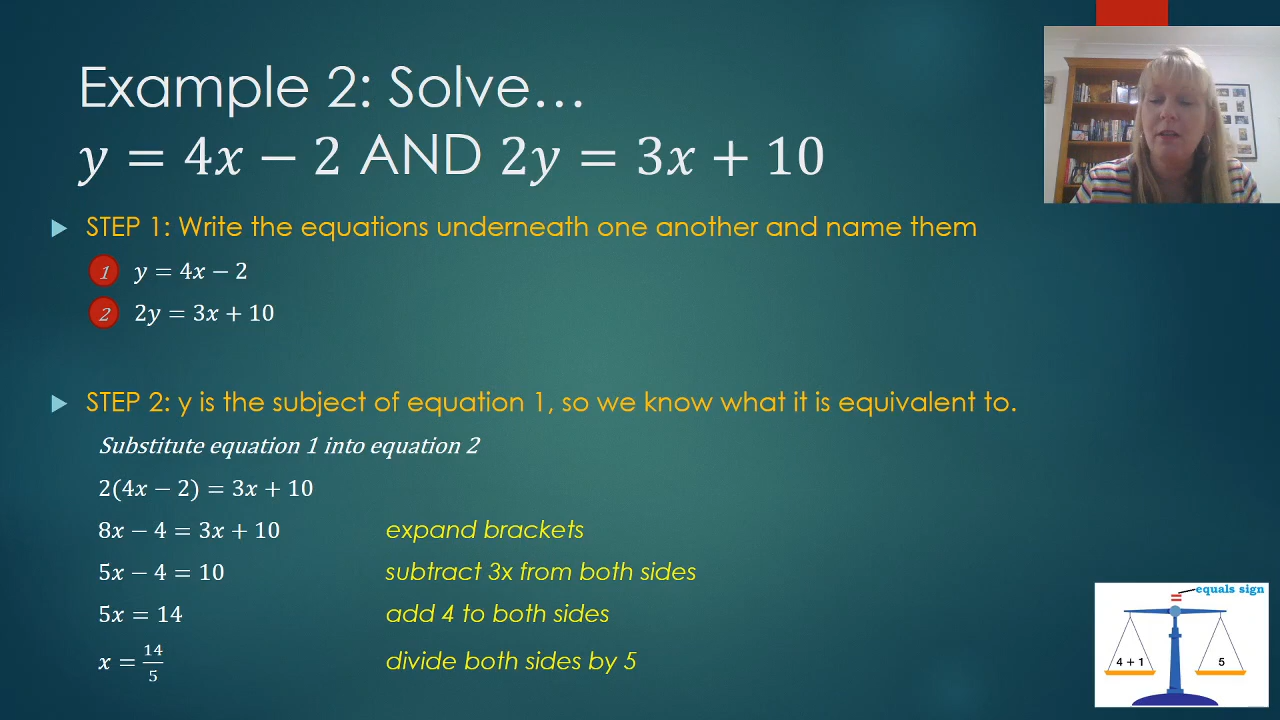 Example 2: Solve…
y = 4x − 2 AND 2y = 3x + 10
STEP 1: Write the equations underneath one another and name them
1 y = 4x − 2
2 2y = 3x + 10
STEP 2: y is the subject of equation 1, so we know what it is equivalent to.
Substitute equation 1 into equation 2
2(4x − 2) = 3x + 10
8x − 4 = 3x + 10 expand brackets
5x − 4 = 10 subtract 3x from both sides
5x = 14 add 4 to both sides
x = 14/5 divide both sides by 5
= equals sign
4 + 1 5